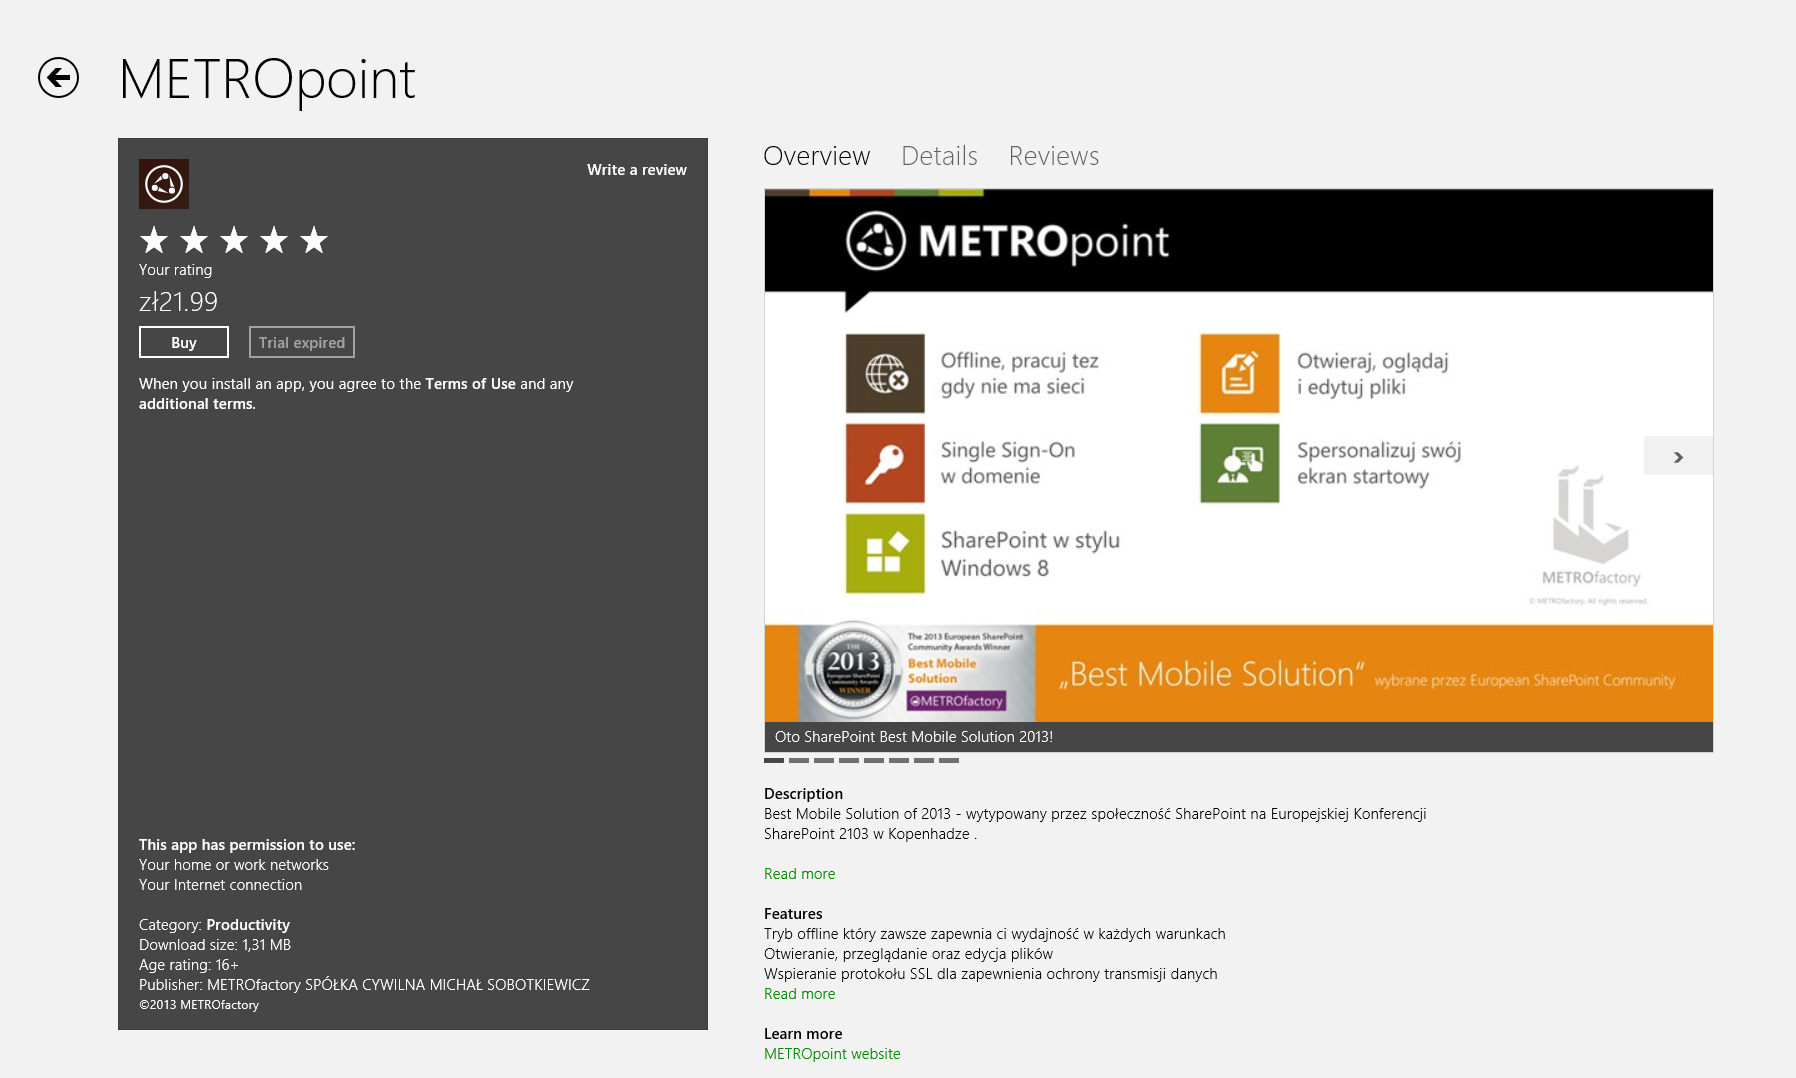 METROpoint
Write a review
Your rating
zł21.99
Buy
Trial expired
When you install an app, you agree to the Terms of Use and any
additional terms.
This app has permission to use:
Your home or work networks
Your Internet connection
Category: Productivity
Download size: 1,31 MB
Age rating: 16+
Publisher: METROfactory SPÓŁKA CYWILNA MICHAŁ SOBOTKIEWICZ
©2013 METROfactory
Overview
Details
Reviews
METROpoint
Offline, pracuj tez
gdy nie ma sieci
Otwieraj, oglądaj
i edytuj pliki
Single Sign-On
w domenie
Spersonalizuj swój
ekran startowy
SharePoint w stylu
Windows 8
METROfactory
© METROfactory. All rights reserved.
THE
2013
European SharePoint
Community Awards
WINNER
The 2013 European SharePoint
Community Awards Winner
Best Mobile
Solution
@METROfactory
„Best Mobile Solution“ wybrane przez European SharePoint Community
Oto SharePoint Best Mobile Solution 2013!
Description
Best Mobile Solution of 2013 - wytypowany przez społeczność SharePoint na Europejskiej Konferencji
SharePoint 2103 w Kopenhadze .
Read more
Features
Tryb offline który zawsze zapewnia ci wydajność w każdych warunkach
Otwieranie, przeglądanie oraz edycja plików
Wspieranie protokołu SSL dla zapewnienia ochrony transmisji danych
Read more
Learn more
METROpoint website